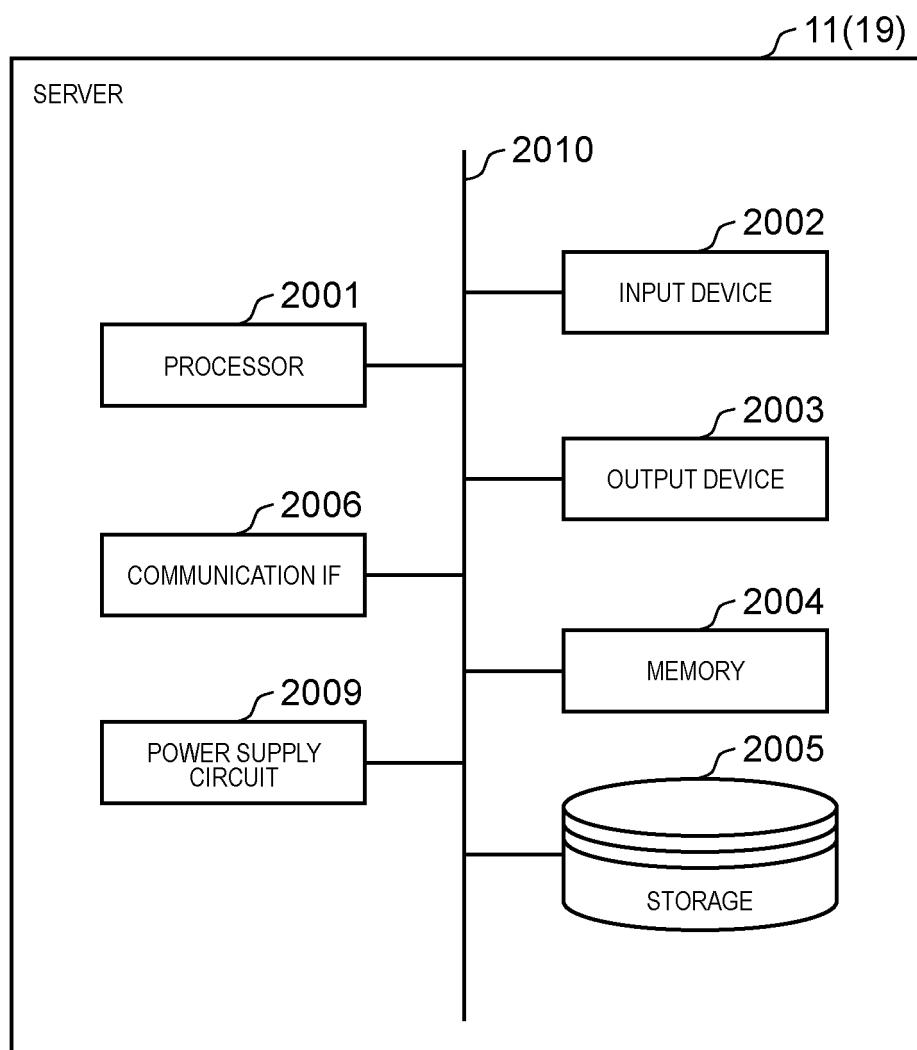 11(19)
SERVER
2010
2002
INPUT DEVICE
2001
PROCESSOR
2003
OUTPUT DEVICE
2006
COMMUNICATION IF
2004
MEMORY
2009
POWER SUPPLY
CIRCUIT
2005
STORAGE